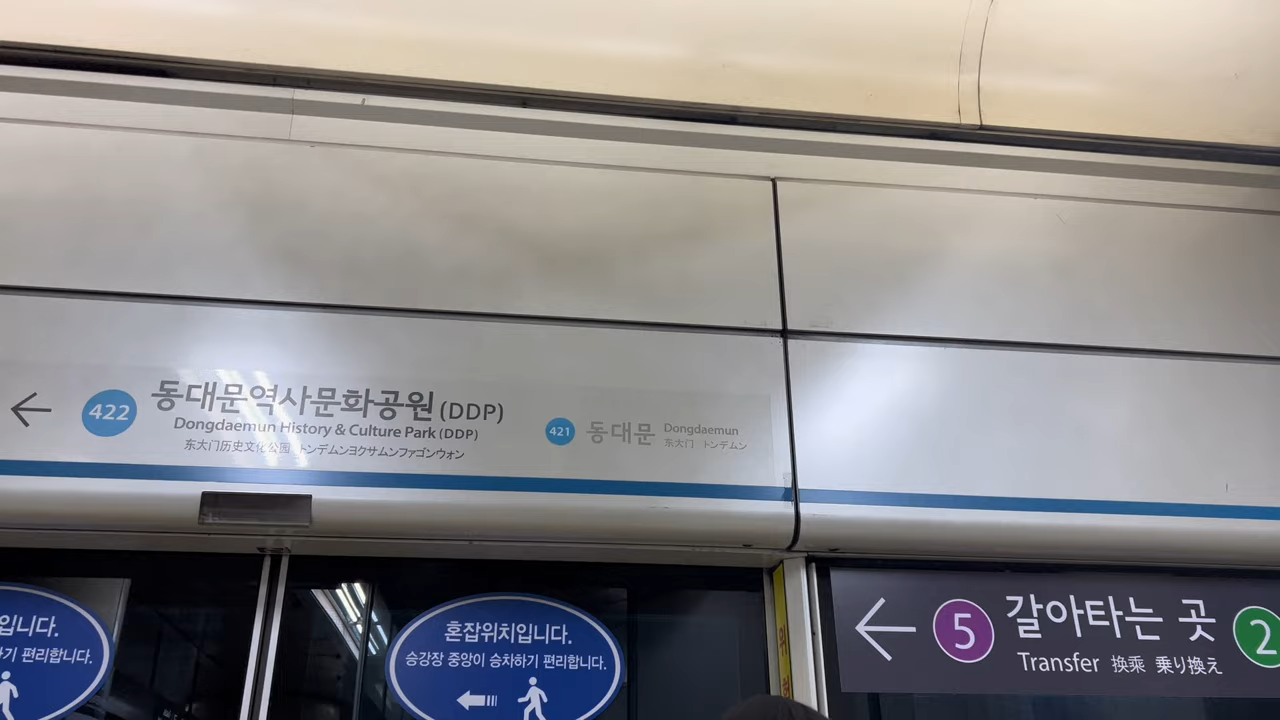 422
동대문역사문화공원 (DDP)
Dongdaemun History & Culture Park (DDP)
东大门历史文化公园 トンデムンヨクサムンファゴンウォン
421
동대문
Dongdaemun
东大门 トンデムン
입니다.
하기 편리합니다.
혼잡위치입니다.
승강장 중앙이 승차하기 편리합니다.
5 갈아타는 곳 2
Transfer 换乘 乗り換え